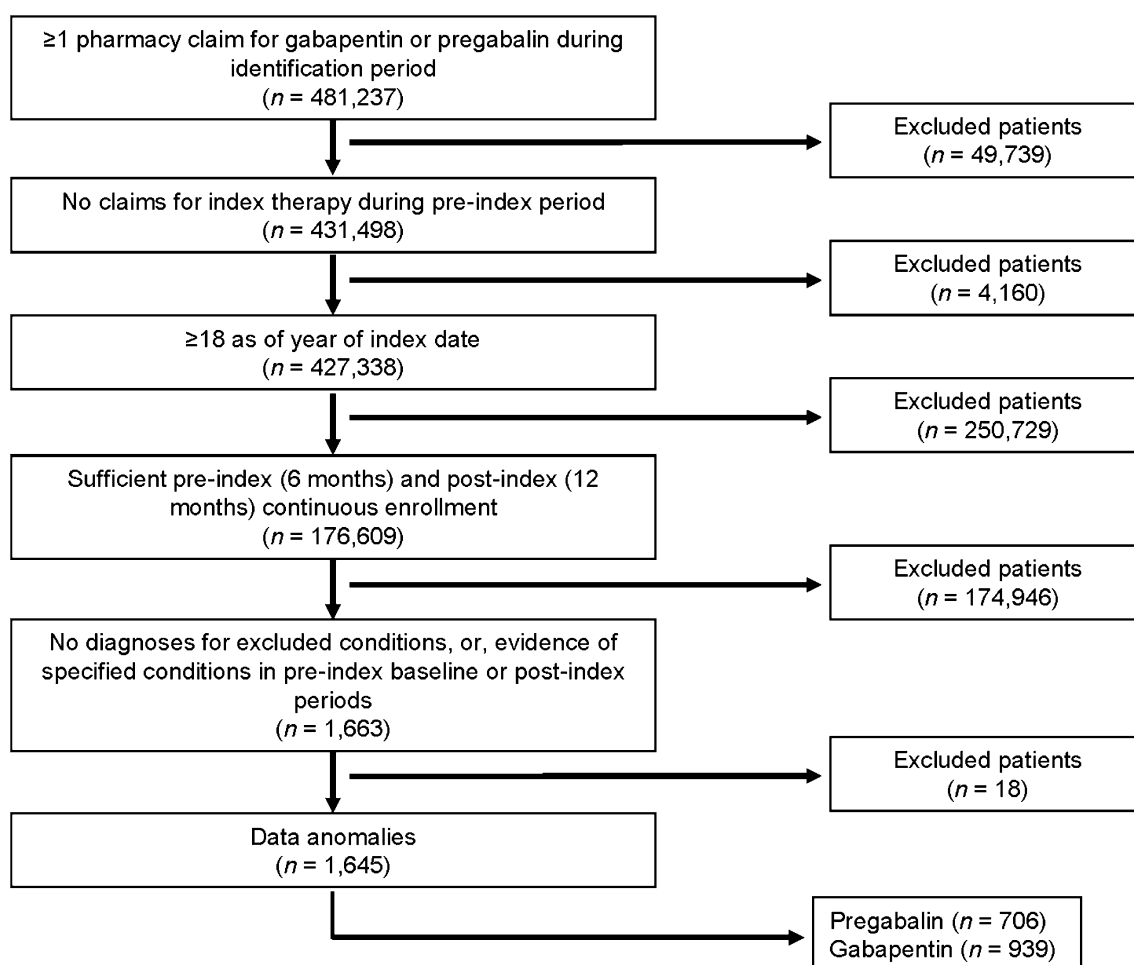 ≥1 pharmacy claim for gabapentin or pregabalin during
identification period
(n = 481,237)
Excluded patients
(n = 49,739)
No claims for index therapy during pre-index period
(n = 431,498)
Excluded patients
(n = 4,160)
≥18 as of year of index date
(n = 427,338)
Excluded patients
(n = 250,729)
Sufficient pre-index (6 months) and post-index (12
months) continuous enrollment
(n = 176,609)
Excluded patients
(n = 174,946)
No diagnoses for excluded conditions, or, evidence of
specified conditions in pre-index baseline or post-index
periods
(n = 1,663)
Excluded patients
(n = 18)
Data anomalies
(n = 1,645)
Pregabalin (n = 706)
Gabapentin (n = 939)